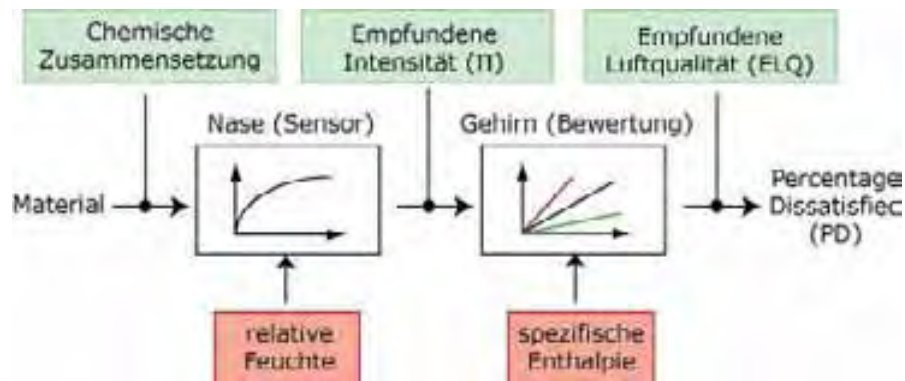 Chemische
Zusammensetzung
Empfundene
Intensität (Π)
Empfundene
Luftqualität (ELQ)
Nase (Sensor)
Gehirn (Bewertung)
Material
Percentage
Dissatisfied
(PD)
relative
Feuchte
spezifische
Enthalpie